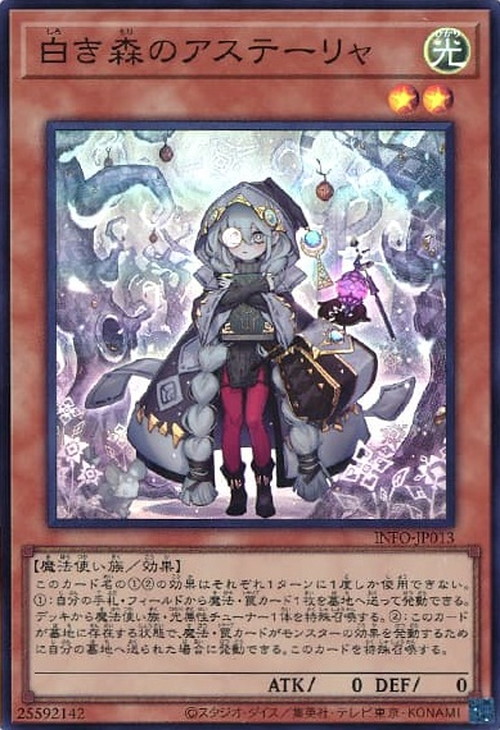 白き森のアステーリャ
光
INFO-JP013
【魔法使い族/効果】
このカード名の①②の効果はそれぞれ1ターンに1度しか使用できない。
①:自分の手札・フィールドから魔法・罠カード1枚を墓地へ送って発動できる。
デッキから魔法使い族・光属性チューナー1体を特殊召喚する。②:このカード
が墓地に存在する状態で、魔法・罠カードがモンスターの効果を発動するため
に自分の墓地へ送られた場合に発動できる。このカードを特殊召喚する。
ATK/ 0 DEF/ 0
25592142 ©スタジオ・ダイス/集英社・テレビ東京・KONAMI